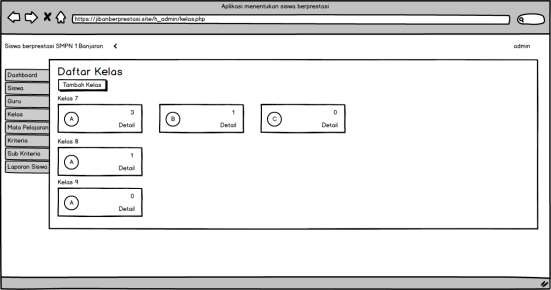 Aplikasi menentukan siswa berprestasi
https://jibanberprestasi.site/h_admin/kelas.php
Siswa berprestasi SMPN 1 Banjaran
admin
Dashboard
Siswa
Guru
Kelas
Mata Pelajaran
Kriteria
Sub Kriteria
Laporan Siswa
Daftar Kelas
Tambah Kelas
Kelas 7
A 3 Detail
B 1 Detail
C 0 Detail
Kelas 8
A 1 Detail
Kelas 9
A 0 Detail